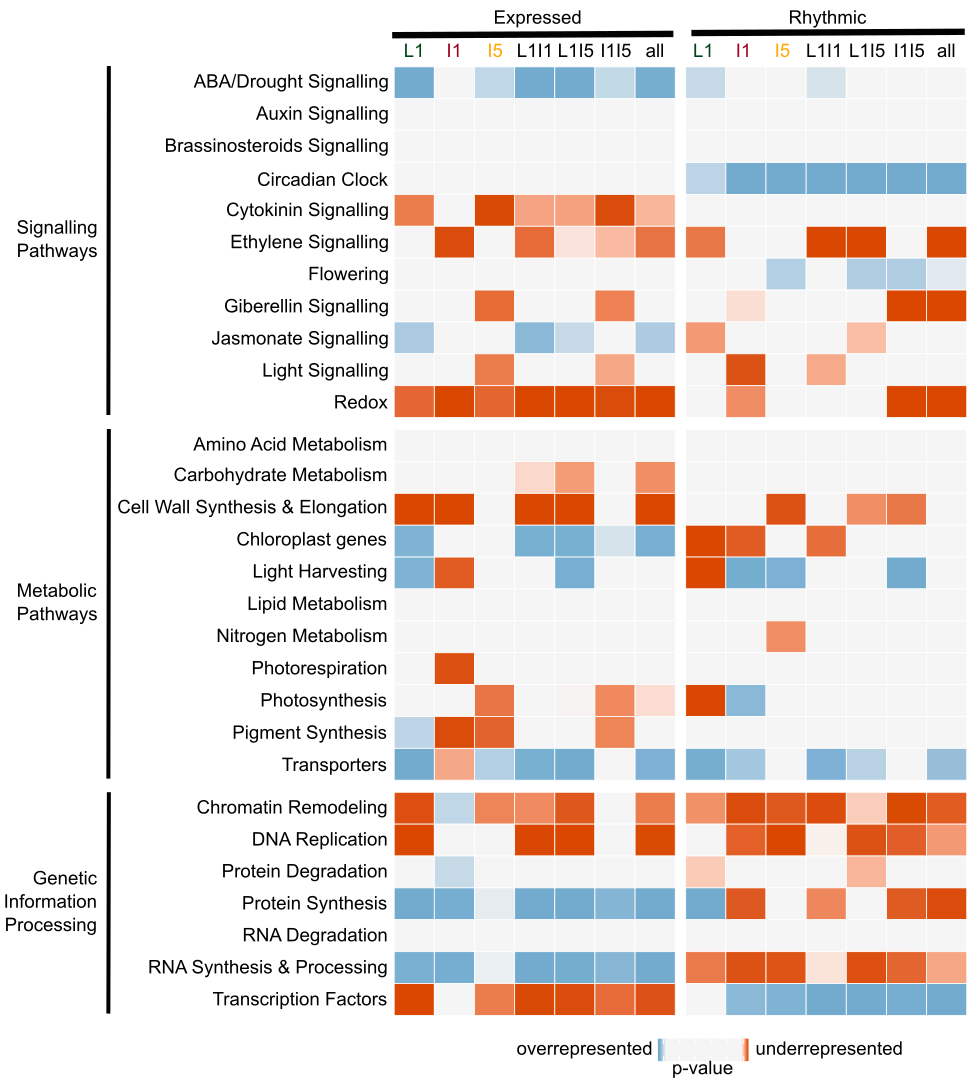 Expressed Rhythmic
L1 I1 I5 L1I1 L1I5 I1I5 all L1 I1 I5 L1I1 L1I5 I1I5 all
Signalling
Pathways
ABA/Drought Signalling
Auxin Signalling
Brassinosteroids Signalling
Circadian Clock
Cytokinin Signalling
Ethylene Signalling
Flowering
Giberellin Signalling
Jasmonate Signalling
Light Signalling
Redox
Metabolic
Pathways
Amino Acid Metabolism
Carbohydrate Metabolism
Cell Wall Synthesis & Elongation
Chloroplast genes
Light Harvesting
Lipid Metabolism
Nitrogen Metabolism
Photorespiration
Photosynthesis
Pigment Synthesis
Transporters
Genetic
Information
Processing
Chromatin Remodeling
DNA Replication
Protein Degradation
Protein Synthesis
RNA Degradation
RNA Synthesis & Processing
Transcription Factors
overrepresented underrepresented
p-value